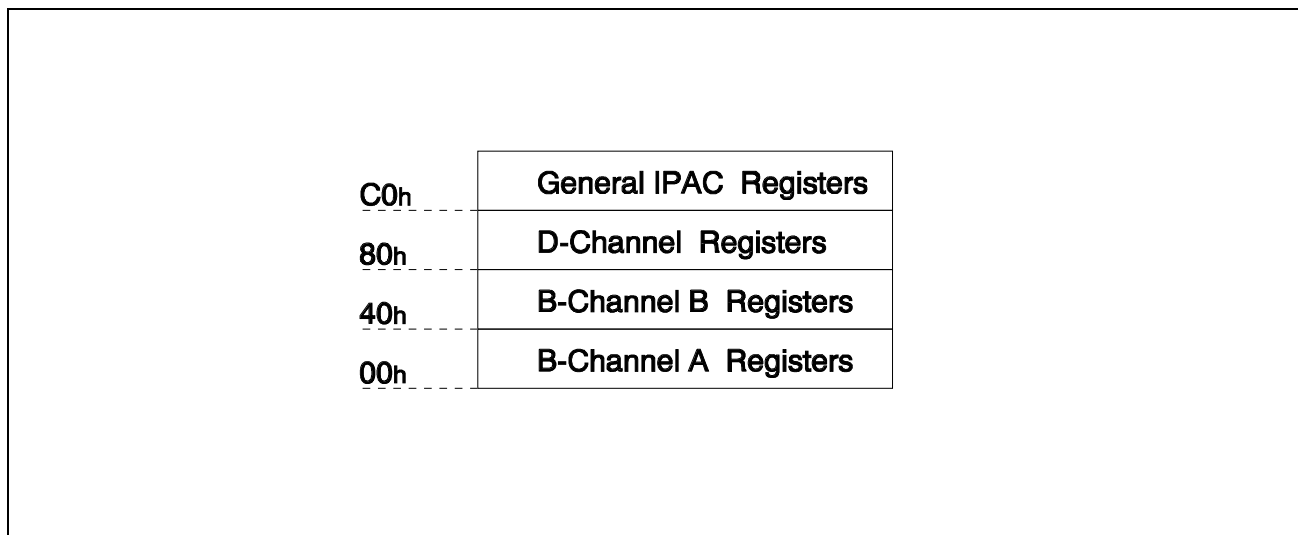 C0h General IPAC Registers
80h D-Channel Registers
40h B-Channel B Registers
00h B-Channel A Registers